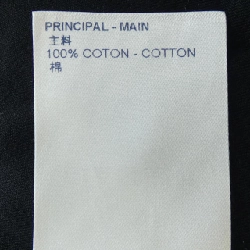 PRINCIPAL - MAIN
主料
100% COTON - COTTON
棉